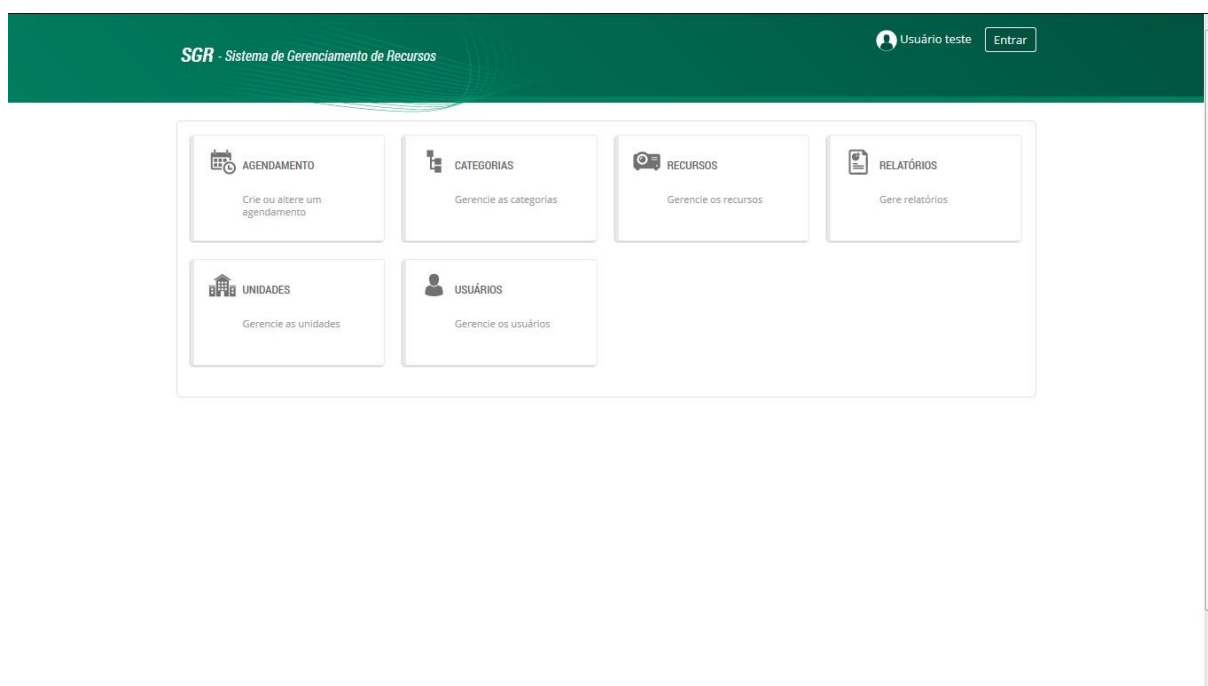 SGR - Sistema de Gerenciamento de Recursos
Usuário teste
Entrar
AGENDAMENTO
Crie ou altere um
agendamento
CATEGORIAS
Gerencie as categorias
RECURSOS
Gerencie os recursos
RELATÓRIOS
Gere relatórios
UNIDADES
Gerencie as unidades
USUÁRIOS
Gerencie os usuários